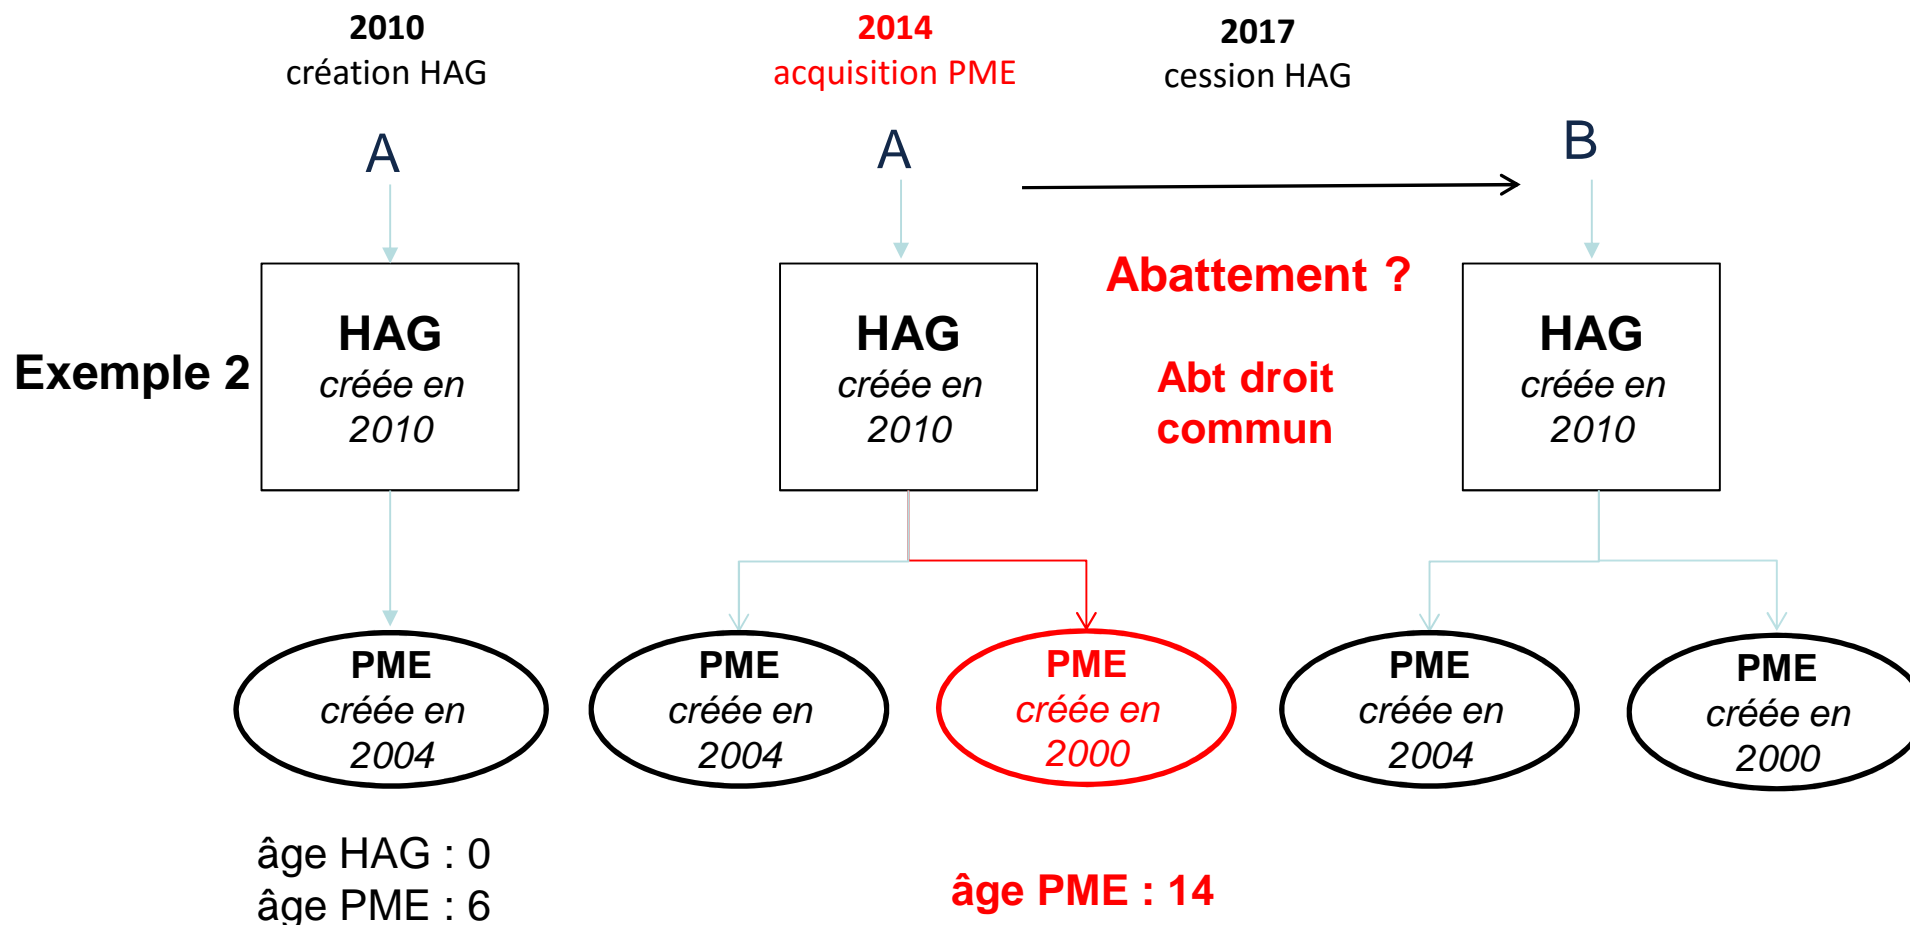 2010
création HAG
2014
acquisition PME
2017
cession HAG
A
A
B
Exemple 2
HAG
créée en
2010
HAG
créée en
2010
Abattement ?
Abt droit
commun
HAG
créée en
2010
PME
créée en
2004
PME
créée en
2004
PME
créée en
2000
PME
créée en
2004
PME
créée en
2000
âge HAG : 0
âge PME : 6
âge PME : 14